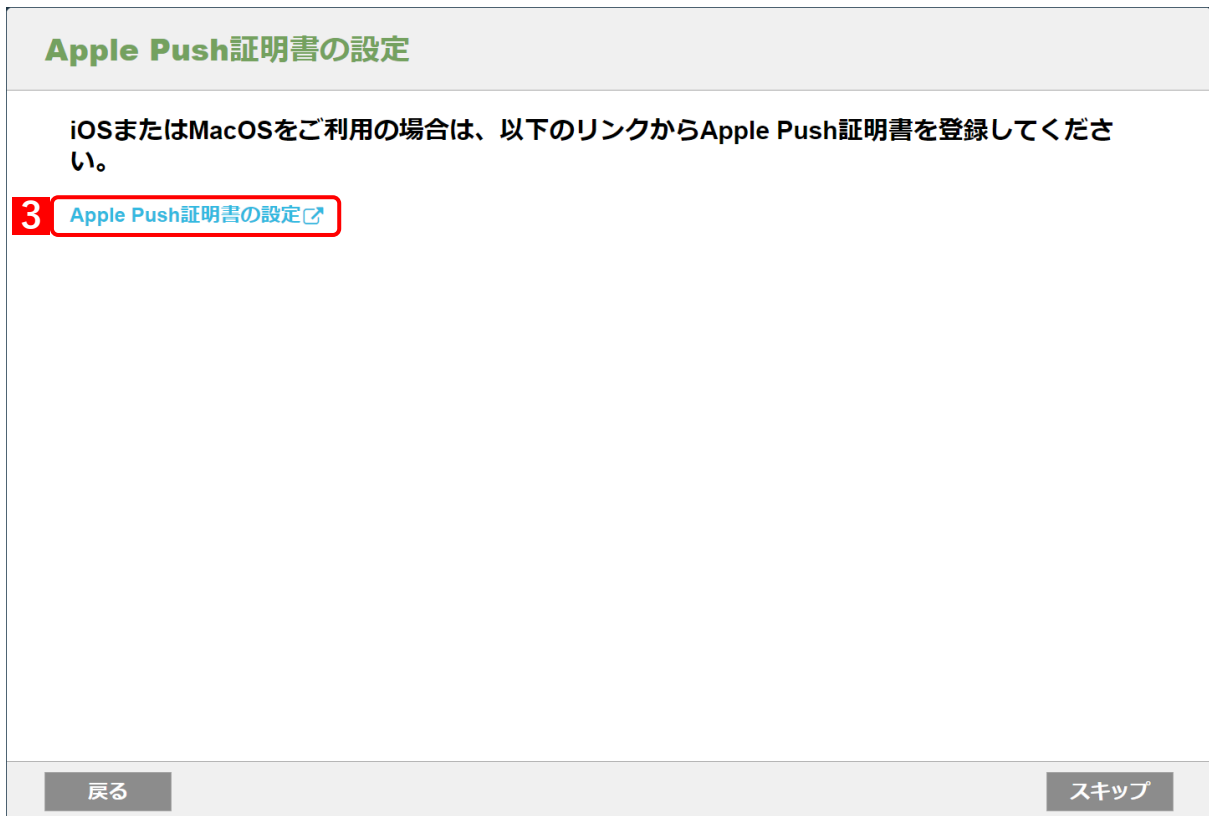 Apple Push証明書の設定
iOSまたはMacOSをご利用の場合は、以下のリンクからApple Push証明書を登録してくださ
い。
3 Apple Push証明書の設定
戻る スキップ